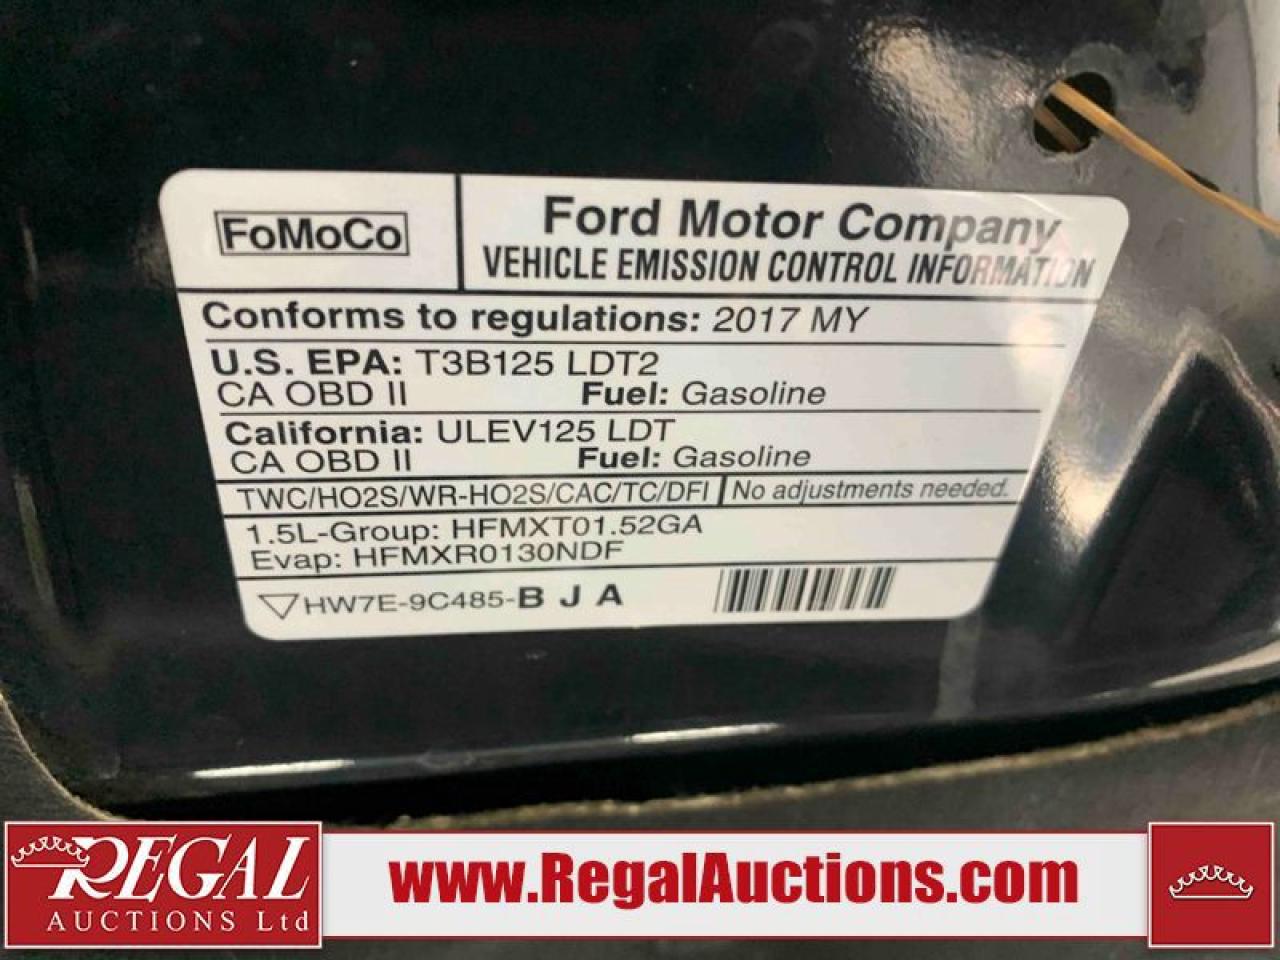 FoMoCo
Ford Motor Company
VEHICLE EMISSION CONTROL INFORMATION
Conforms to regulations: 2017 MY
U.S. EPA: T3B125 LDT2
CA OBD II Fuel: Gasoline
California: ULEV125 LDT
CA OBD II Fuel: Gasoline
TWC/HO2S/WR-HO2S/CAC/TC/DFI No adjustments needed.
1.5L-Group: HFMXT01.52GA
Evap: HFMXR0130NDF
HW7E-9C485-B J A
REGAL
AUCTIONS Ltd
www.RegalAuctions.com